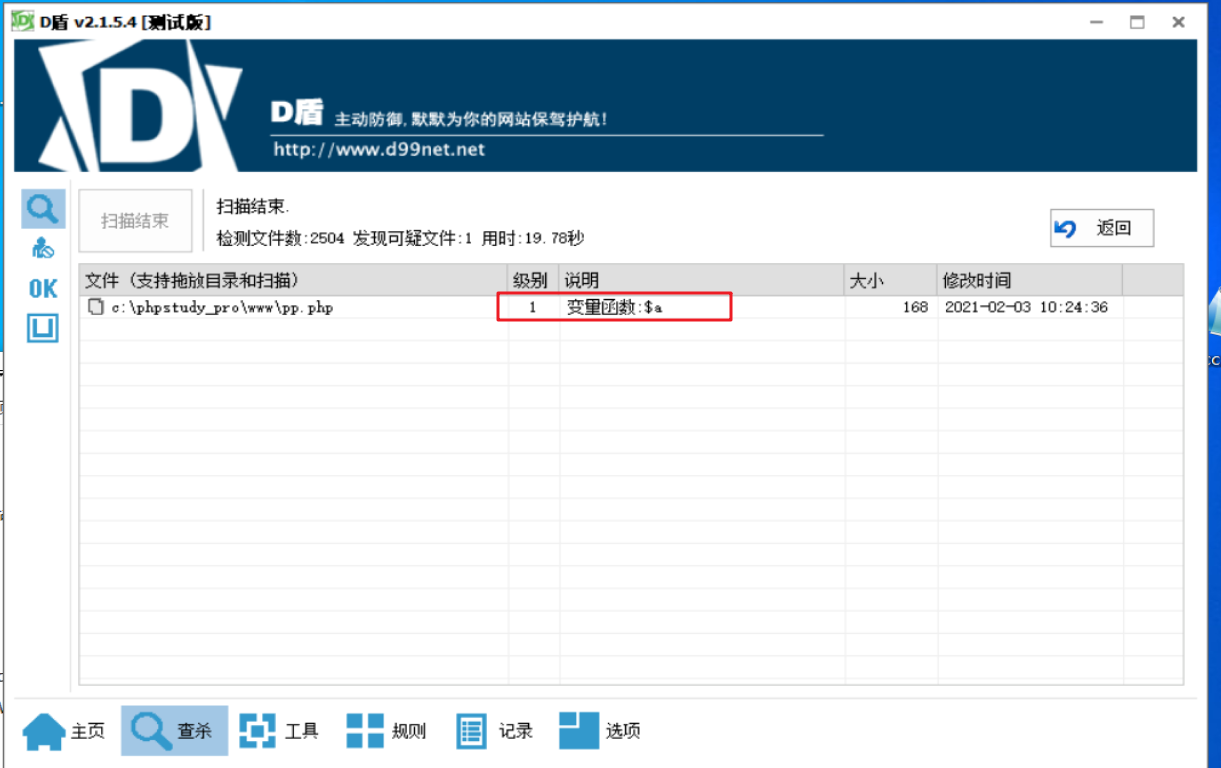 D盾 v2.1.5.4 [测试版]
D
D盾 主动防御,默默为你的网站保驾护航!
http://www.d99net.net
扫描结束
扫描结束.
检测文件数:2504 发现可疑文件:1 用时:19.78秒
返回
OK
文件（支持拖放目录和扫描） 级别 说明 大小 修改时间
c:\phpstudy_pro\www\pp.php 1 变量函数:$a 168 2021-02-03 10:24:36
主页 查杀 工具 规则 记录 选项